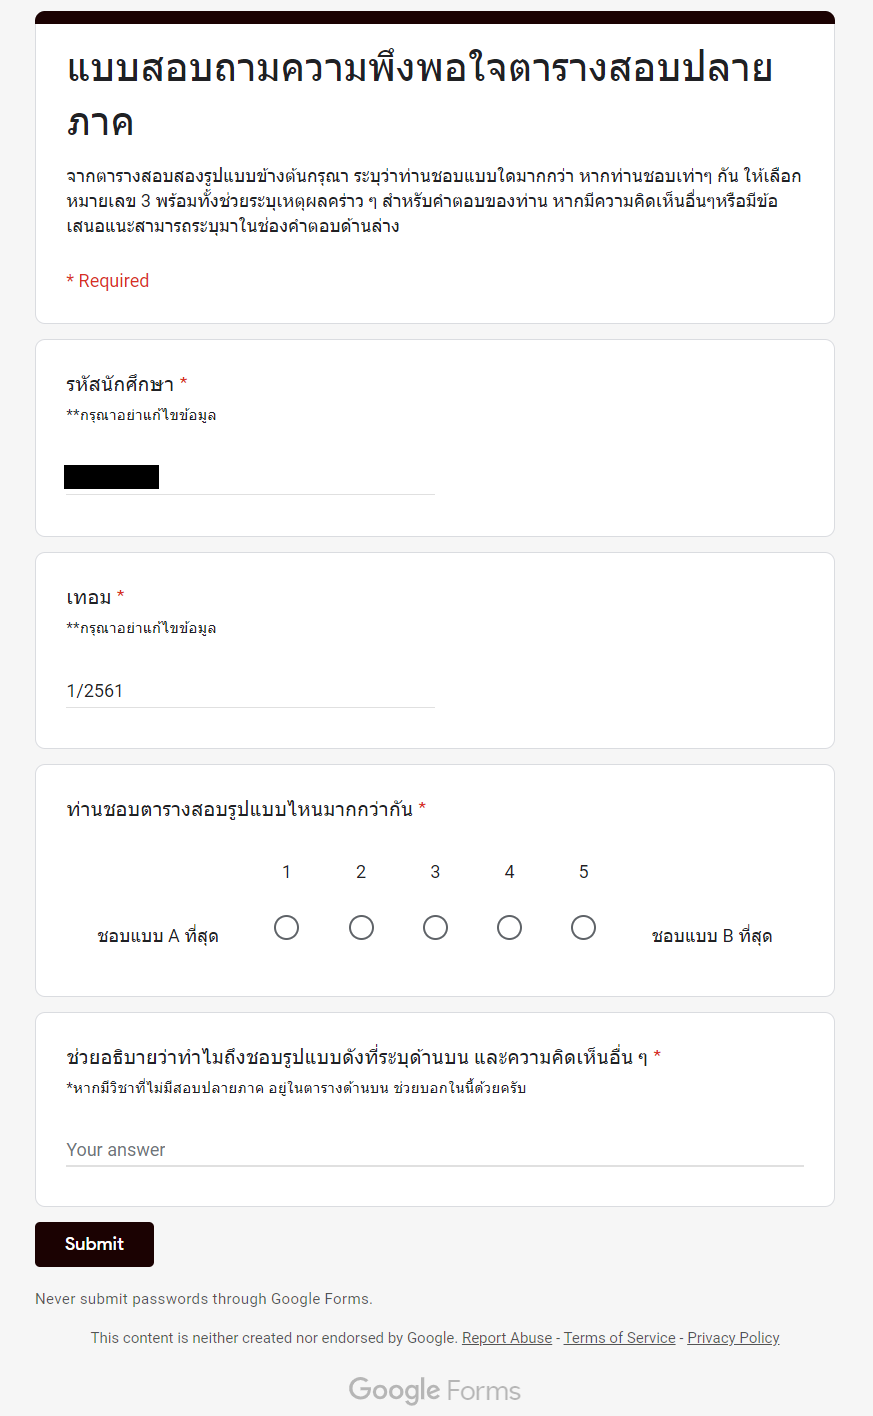 แบบสอบถามความพึงพอใจตารางสอบปลาย
ภาค
จากตารางสอบสองรูปแบบข้างต้นกรุณา ระบุว่าท่านชอบแบบใดมากกว่า หากท่านชอบเท่าๆ กัน ให้เลือก
หมายเลข 3 พร้อมทั้งช่วยระบุเหตุผลคร่าว ๆ สำหรับคำตอบของท่าน หากมีความคิดเห็นอื่นๆหรือมีข้อ
เสนอแนะสามารถระบุมาในช่องคำตอบด้านล่าง
* Required
รหัสนักศึกษา *
**กรุณาอย่าแก้ไขข้อมูล
เทอม *
**กรุณาอย่าแก้ไขข้อมูล
1/2561
ท่านชอบตารางสอบรูปแบบไหนมากกว่ากัน *
1 2 3 4 5
ชอบแบบ A ที่สุด ชอบแบบ B ที่สุด
ช่วยอธิบายว่าทำไมถึงชอบรูปแบบดังที่ระบุด้านบน และความคิดเห็นอื่น ๆ *
*หากมีวิชาที่ไม่มีสอบปลายภาค อยู่ในตารางด้านบน ช่วยบอกในนี้ด้วยครับ
Your answer
Submit
Never submit passwords through Google Forms.
This content is neither created nor endorsed by Google. Report Abuse - Terms of Service - Privacy Policy
Google Forms